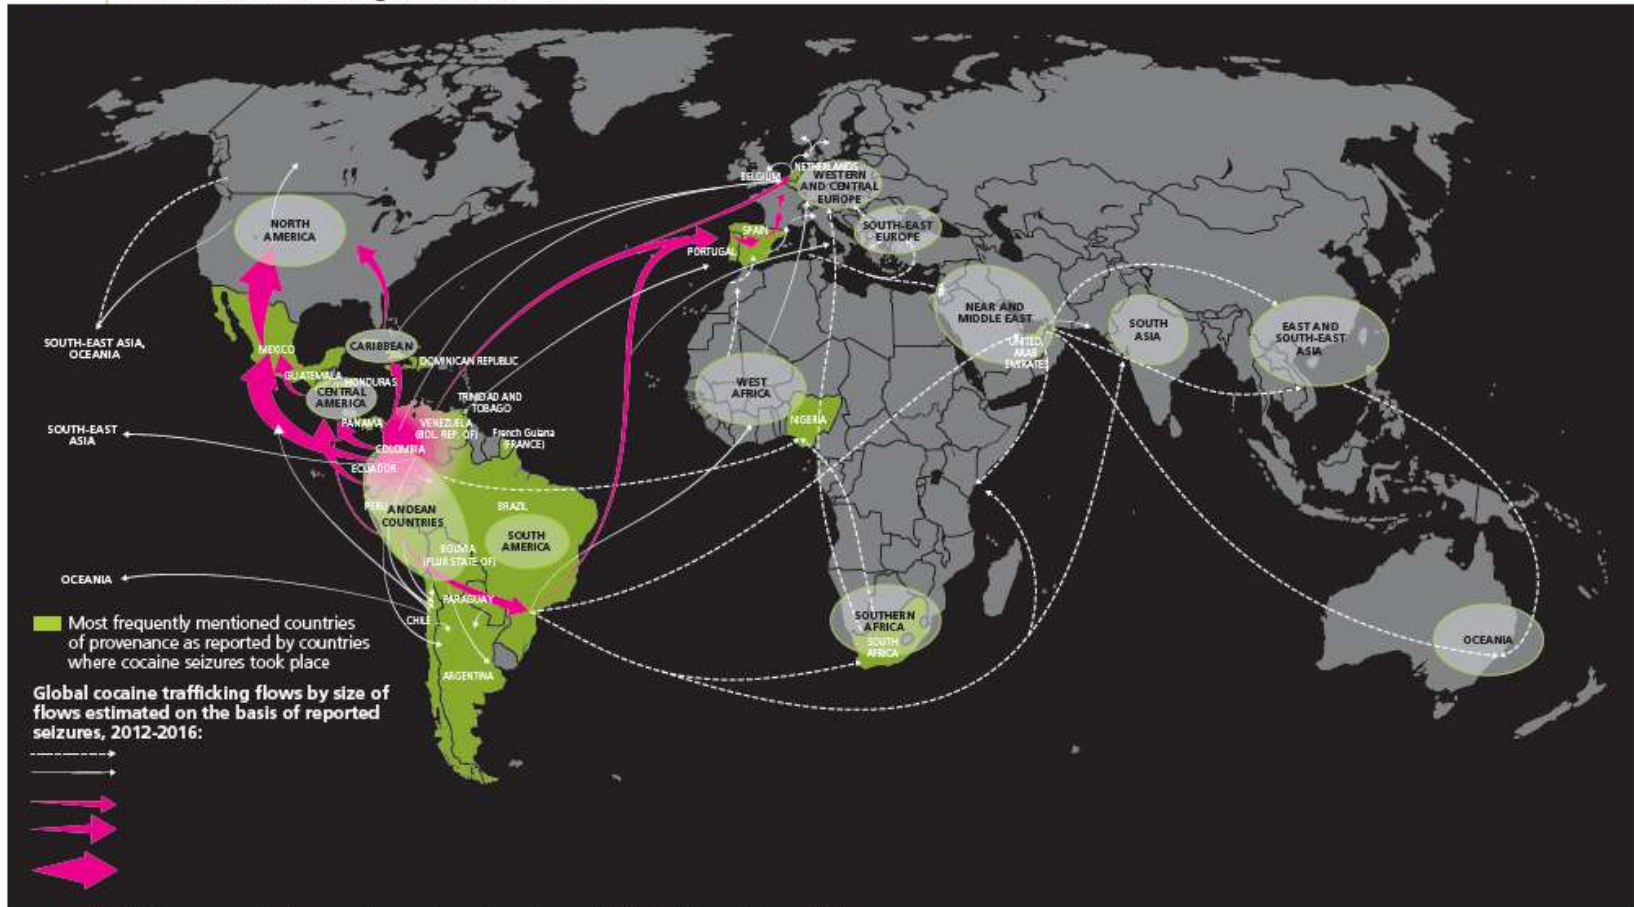 NORTH
AMERICA
SOUTH-EAST ASIA,
OCEANIA
SOUTH-EAST
ASIA
OCEANIA
MEXICO
CARIBBEAN
DOMINICAN REPUBLIC
GUATEMALA
HONDURAS
CENTRAL
AMERICA
PANAMA
TRINIDAD AND
TOBAGO
VENEZUELA
(BOL. REP. OF)
French Guiana
(FRANCE)
COLOMBIA
ECUADOR
PERU
ANDEAN
COUNTRIES
BRAZIL
SOUTH
AMERICA
BOLIVIA
(PLUR STATE OF)
PARAGUAY
CHILE
ARGENTINA
NETHERLANDS
BELGIUM
WESTERN
AND CENTRAL
EUROPE
SOUTH-EAST
EUROPE
SPAIN
PORTUGAL
NEAR AND
MIDDLE EAST
UNITED
ARAB
EMIRATES
SOUTH
ASIA
EAST AND
SOUTH-EAST
ASIA
WEST
AFRICA
NIGERIA
SOUTHERN
AFRICA
SOUTH
AFRICA
OCEANIA
Most frequently mentioned countries
of provenance as reported by countries
where cocaine seizures took place
Global cocaine trafficking flows by size of
flows estimated on the basis of reported
seizures, 2012-2016: